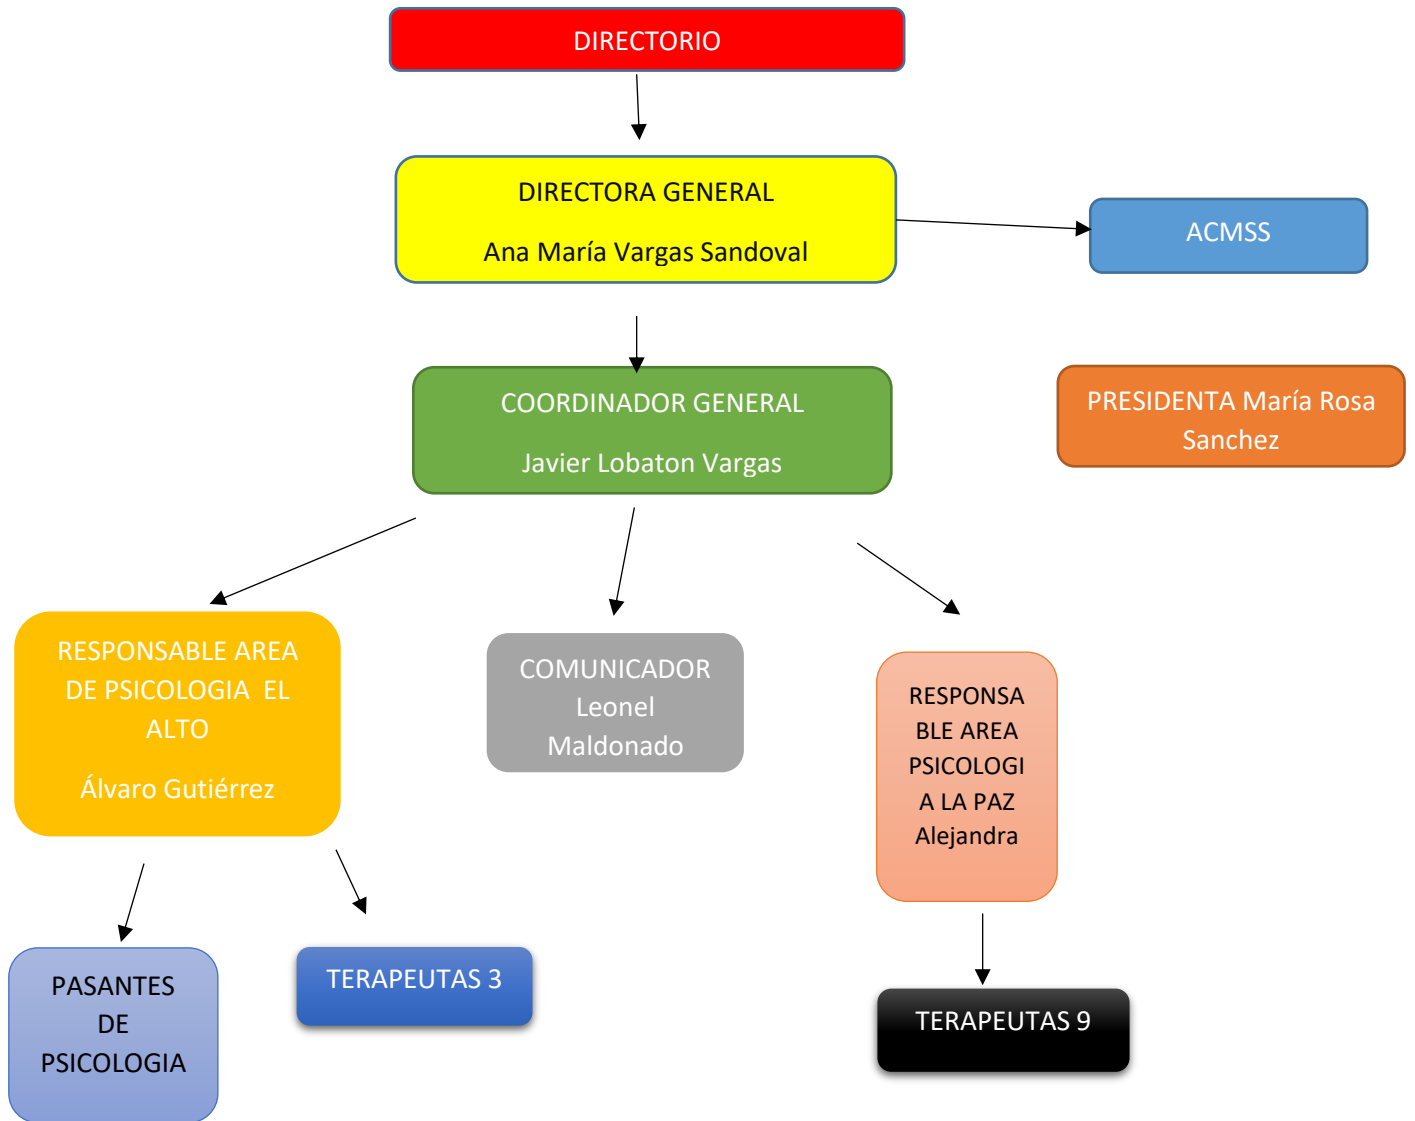 DIRECTORIO
DIRECTORA GENERAL
Ana María Vargas Sandoval
ACMSS
COORDINADOR GENERAL
Javier Lobaton Vargas
PRESIDENTA María Rosa
Sanchez
RESPONSABLE AREA
DE PSICOLOGIA  EL
ALTO
Álvaro Gutiérrez
COMUNICADOR
Leonel
Maldonado
RESPONSA
BLE AREA
PSICOLOGI
A LA PAZ
Alejandra
PASANTES
DE
PSICOLOGIA
TERAPEUTAS 3
TERAPEUTAS 9